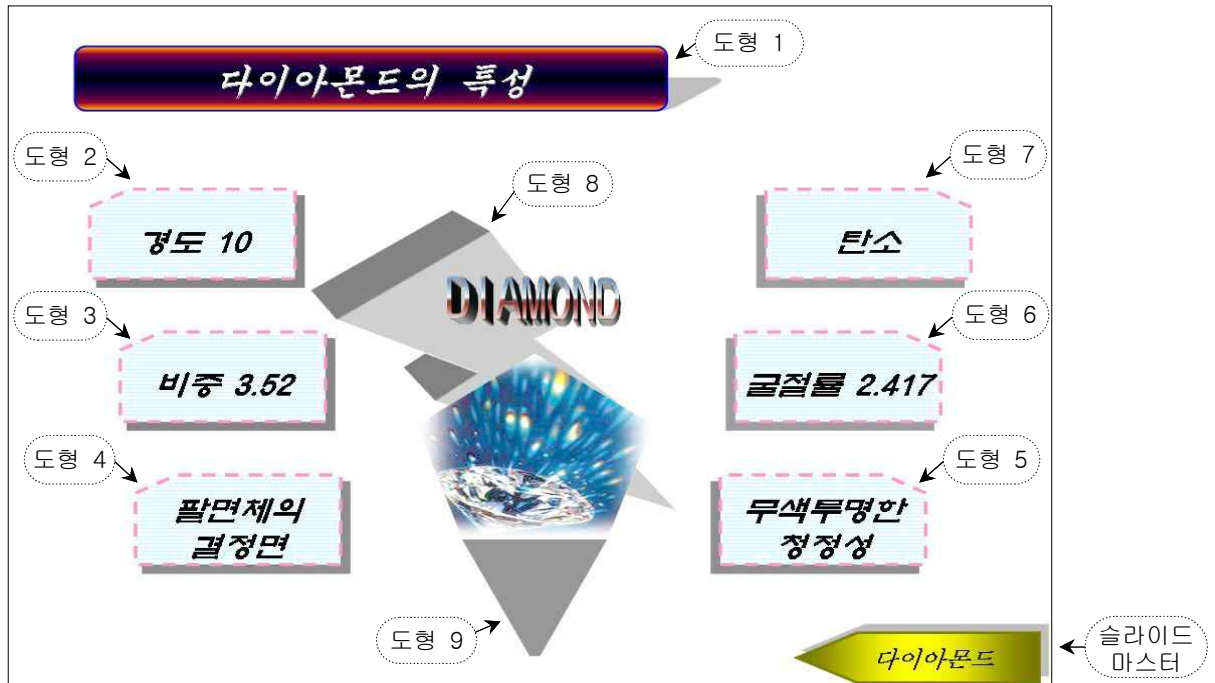 도형 1
다이아몬드의 특성
도형 2
도형 7
도형 8
경도 10
탄소
DIAMOND
도형 3
도형 6
비중 3.52
굴절률 2.417
도형 4
도형 5
팔면체의
결정면
무색투명한
청정성
도형 9
다이아몬드
슬라이드
마스터